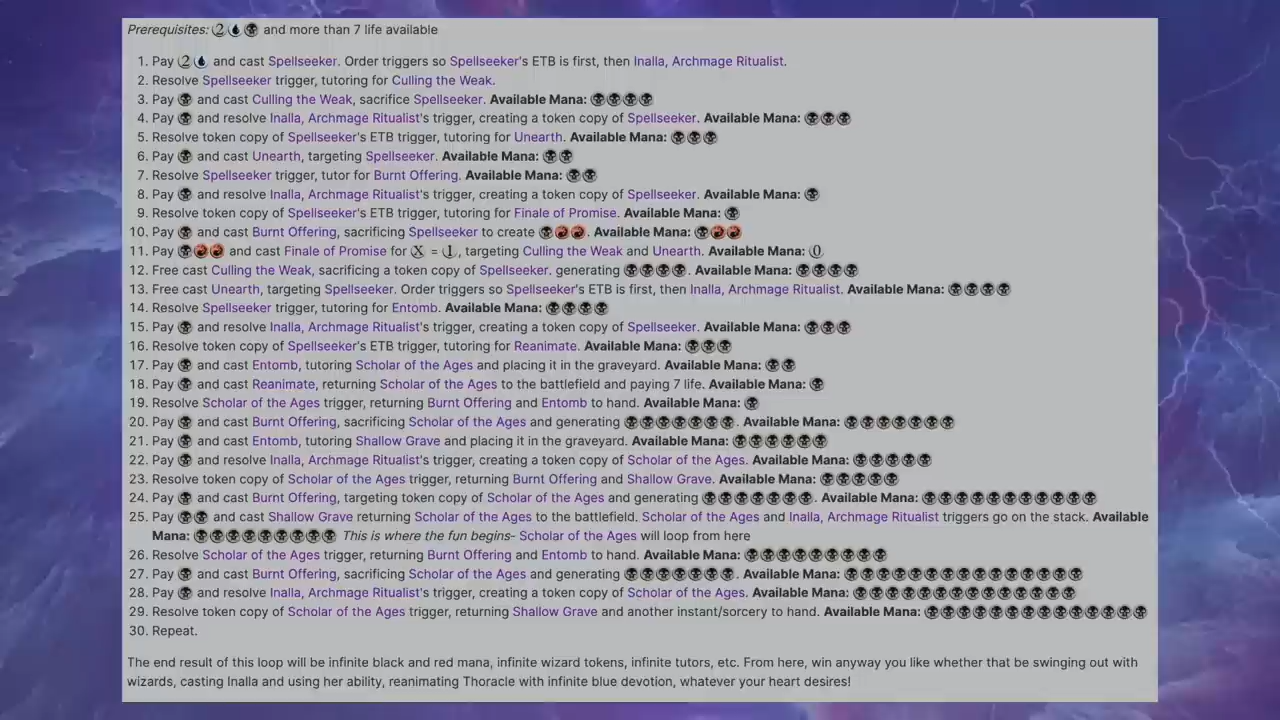 Prerequisites: 2 and more than 7 life available
1. Pay 2 and cast Spellseeker. Order triggers so Spellseeker's ETB is first, then Inalla, Archmage Ritualist.
2. Resolve Spellseeker trigger, tutoring for Culling the Weak.
3. Pay and cast Culling the Weak, sacrifice Spellseeker. Available Mana:
4. Pay and resolve Inalla, Archmage Ritualist's trigger, creating a token copy of Spellseeker. Available Mana:
5. Resolve token copy of Spellseeker's ETB trigger, tutoring for Unearth. Available Mana:
6. Pay and cast Unearth, targeting Spellseeker. Available Mana:
7. Resolve Spellseeker trigger, tutor for Burnt Offering. Available Mana:
8. Pay and resolve Inalla, Archmage Ritualist's trigger, creating a token copy of Spellseeker. Available Mana:
9. Resolve token copy of Spellseeker's ETB trigger, tutoring for Finale of Promise. Available Mana:
10. Pay and cast Burnt Offering, sacrificing Spellseeker to create . Available Mana:
11. Pay and cast Finale of Promise for X = 1, targeting Culling the Weak and Unearth. Available Mana: 0
12. Free cast Culling the Weak, sacrificing a token copy of Spellseeker. generating . Available Mana:
13. Free cast Unearth, targeting Spellseeker. Order triggers so Spellseeker's ETB is first, then Inalla, Archmage Ritualist. Available Mana:
14. Resolve Spellseeker trigger, tutoring for Entomb. Available Mana:
15. Pay and resolve Inalla, Archmage Ritualist's trigger, creating a token copy of Spellseeker. Available Mana:
16. Resolve token copy of Spellseeker's ETB trigger, tutoring for Reanimate. Available Mana:
17. Pay and cast Entomb, tutoring Scholar of the Ages and placing it in the graveyard. Available Mana:
18. Pay and cast Reanimate, returning Scholar of the Ages to the battlefield and paying 7 life. Available Mana:
19. Resolve Scholar of the Ages trigger, returning Burnt Offering and Entomb to hand. Available Mana:
20. Pay and cast Burnt Offering, sacrificing Scholar of the Ages and generating . Available Mana:
21. Pay and cast Entomb, tutoring Shallow Grave and placing it in the graveyard. Available Mana:
22. Pay and resolve Inalla, Archmage Ritualist's trigger, creating a token copy of Scholar of the Ages. Available Mana:
23. Resolve token copy of Scholar of the Ages trigger, returning Burnt Offering and Shallow Grave. Available Mana:
24. Pay and cast Burnt Offering, targeting token copy of Scholar of the Ages and generating . Available Mana:
25. Pay and cast Shallow Grave returning Scholar of the Ages to the battlefield. Scholar of the Ages and Inalla, Archmage Ritualist triggers go on the stack. Available
Mana: This is where the fun begins- Scholar of the Ages will loop from here
26. Resolve Scholar of the Ages trigger, returning Burnt Offering and Entomb to hand. Available Mana:
27. Pay and cast Burnt Offering, sacrificing Scholar of the Ages and generating . Available Mana:
28. Pay and resolve Inalla, Archmage Ritualist's trigger, creating a token copy of Scholar of the Ages. Available Mana:
29. Resolve token copy of Scholar of the Ages trigger, returning Shallow Grave and another instant/sorcery to hand. Available Mana:
30. Repeat.
The end result of this loop will be infinite black and red mana, infinite wizard tokens, infinite tutors, etc. From here, win anyway you like whether that be swinging out with
wizards, casting Inalla and using her ability, reanimating Thoracle with infinite blue devotion, whatever your heart desires!